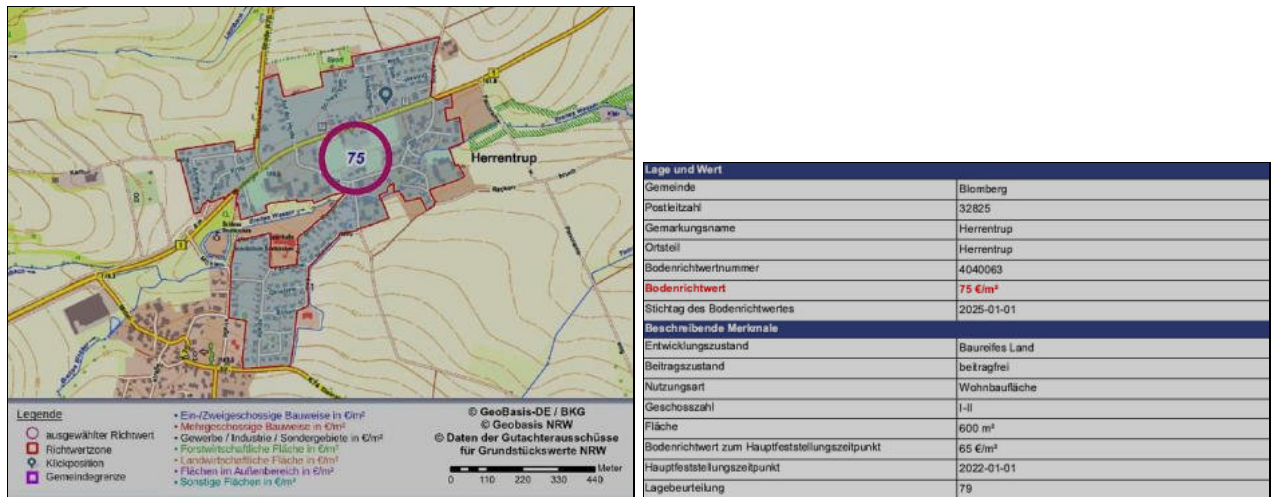 Sport
1
75
Herrentrup
Breites Wasser
1
Legende
ausgewählter Richtwert
Richtwertzone
Klickposition
Gemeindegrenze
• Ein-/Zweigeschossige Bauweise in €/m²
• Mehrgeschossige Bauweise in €/m²
• Gewerbe / Industrie / Sondergebiete in €/m²
• Forstwirtschaftliche Fläche in €/m²
• Landwirtschaftliche Fläche in €/m²
• Flächen im Außenbereich in €/m²
• Sonstige Flächen in €/m²
© GeoBasis-DE / BKG
© Geobasis NRW
© Daten der Gutachterausschüsse
für Grundstückswerte NRW
Meter
0 110 220 330 440
Lage und Wert
Gemeinde Blomberg
Postleitzahl 32825
Gemarkungsname Herrentrup
Ortsteil Herrentrup
Bodenrichtwertnummer 4040063
Bodenrichtwert 75 €/m²
Stichtag des Bodenrichtwertes 2025-01-01
Beschreibende Merkmale
Entwicklungszustand Baureifes Land
Beitragszustand beitragfrei
Nutzungsart Wohnbaufläche
Geschosszahl I-II
Fläche 600 m²
Bodenrichtwert zum Hauptfeststellungszeitpunkt 65 €/m²
Hauptfeststellungszeitpunkt 2022-01-01
Lagebeurteilung 79